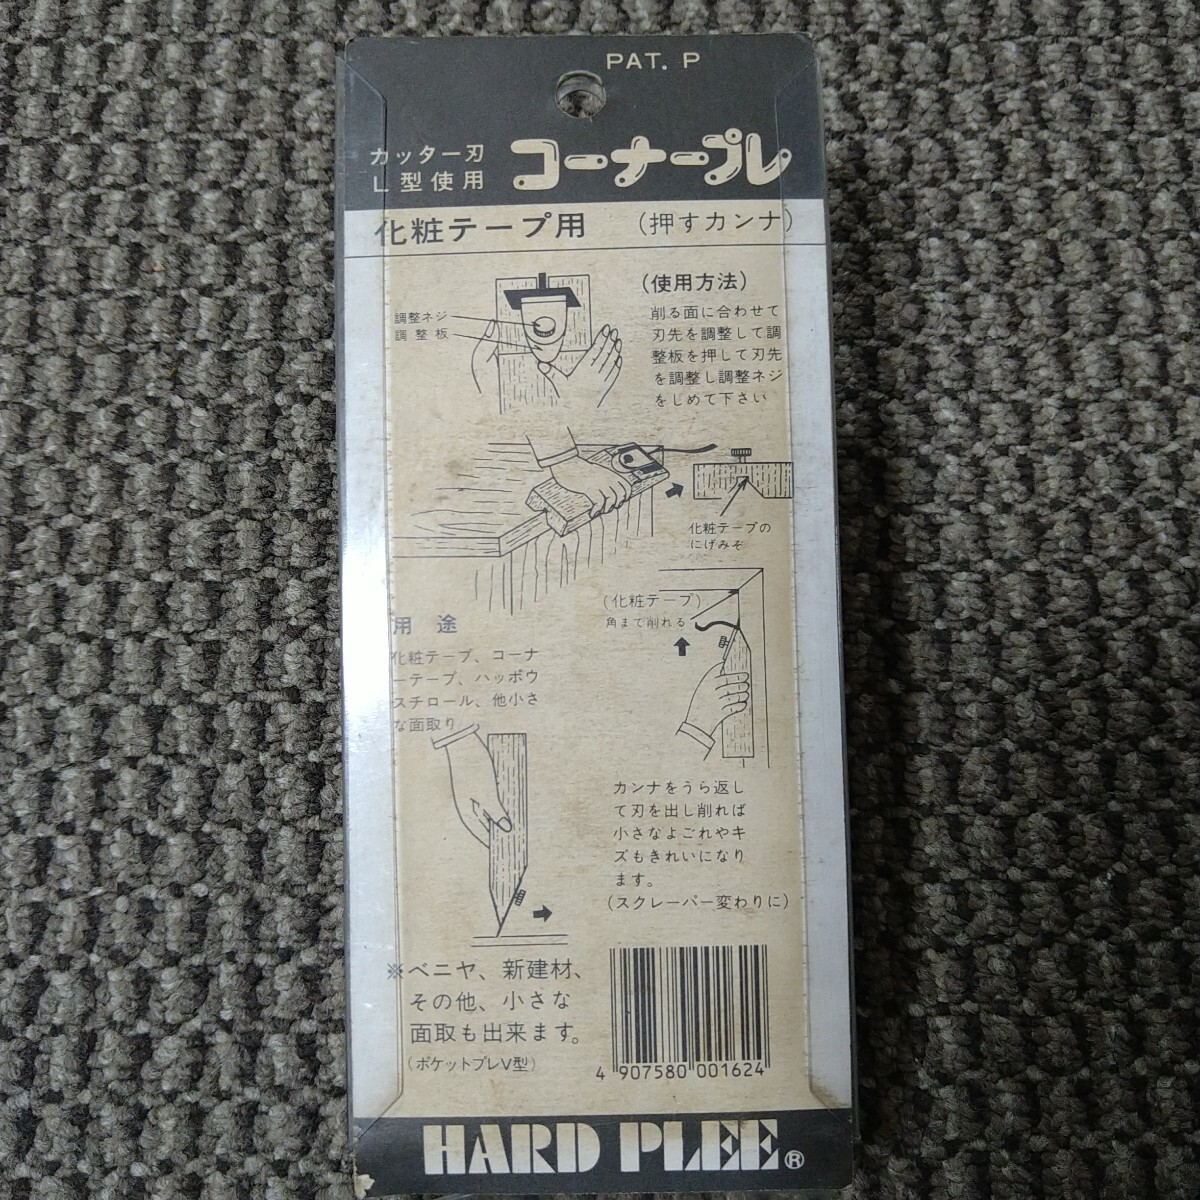 PAT. P
カッター刃
L型使用
コーナープレ
化粧テープ用 (押すカンナ)
調整ネジ
調整板
(使用方法)
削る面に合わせて
刃先を調整して調
整板を押して刃先
を調整し調整ネジ
をしめて下さい
化粧テープの
にげみぞ
(化粧テープ)
角まで削れる
用途
化粧テープ、コーナ
ーテープ、ハッポウ
スチロール、他小さ
な面取り
カンナをうら返し
て刃を出し削れば
小さなよごれやキ
ズもきれいになり
ます。
(スクレーパー変わりに)
※ベニヤ、新建材、
その他、小さな
面取も出来ます。
(ポケットプレV型)
4 907580 001624
HARD PLEE®